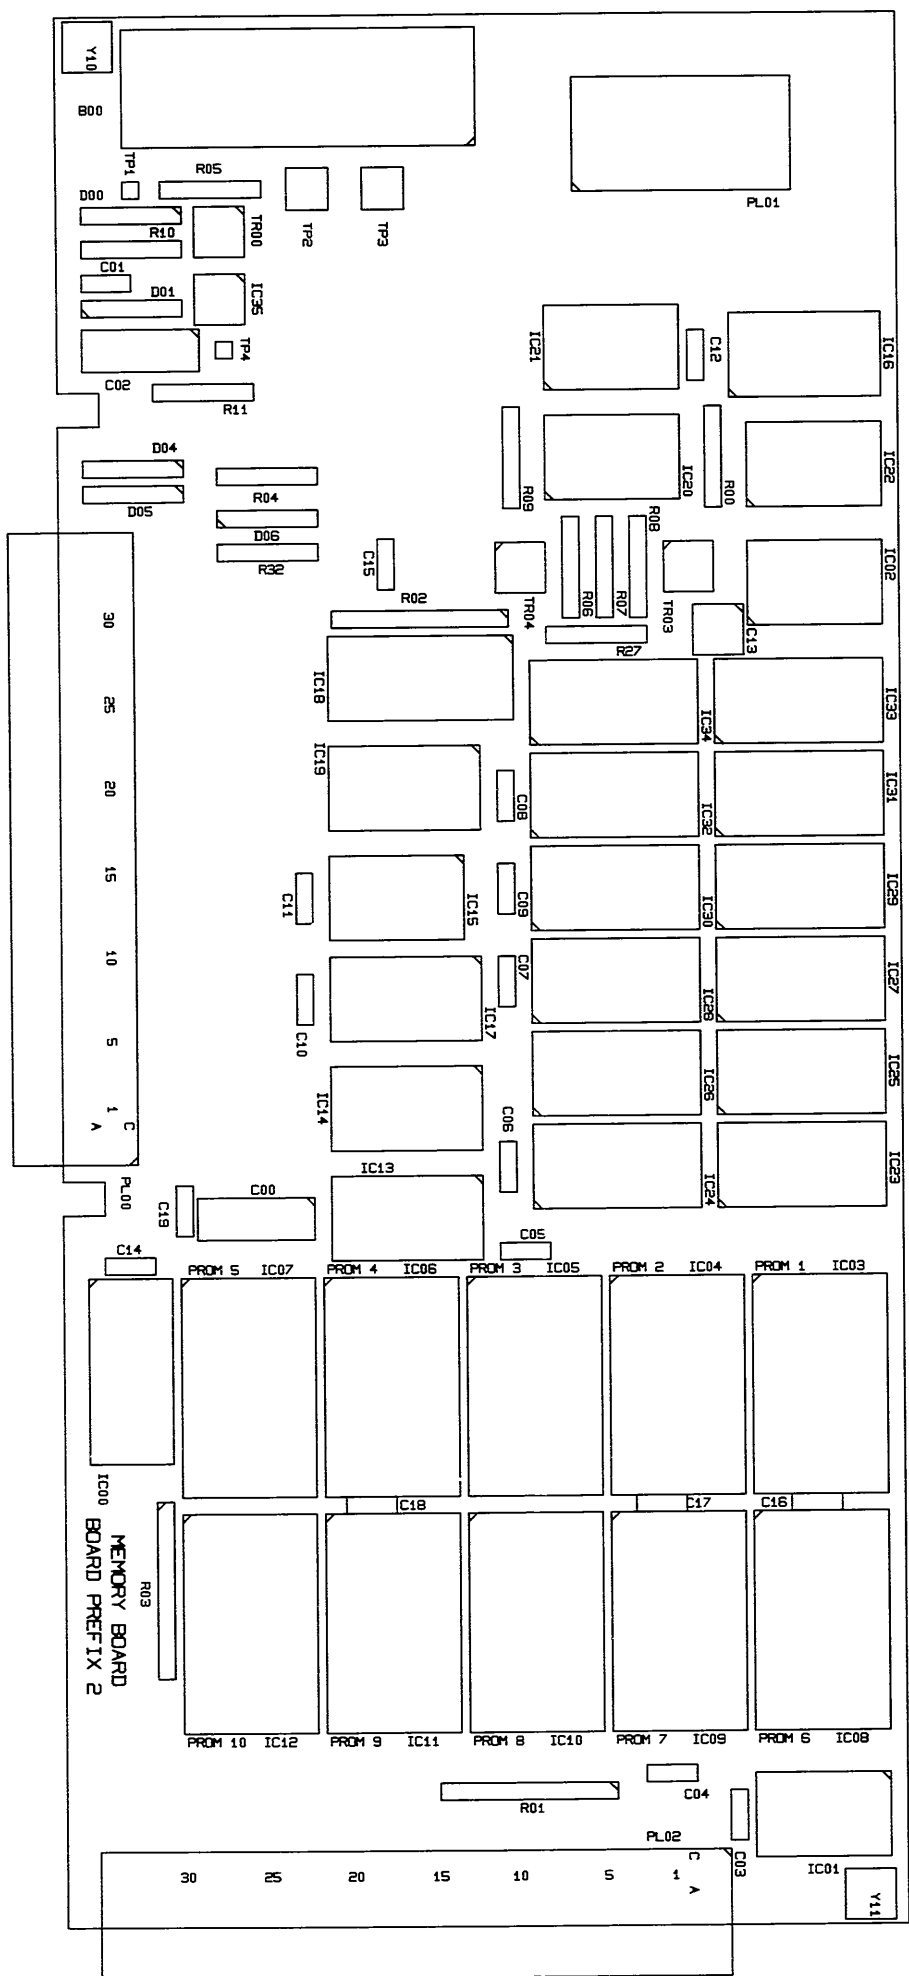 Y10
B00
PL01
TP1
R05
D00
R10
TR00
TP2
TP3
C01
D01
IC35
TP4
C02
R11
IC21
C12
IC16
D04
D05
R04
D06
R32
R09
IC20
R00
IC22
C15
R08
R06
R07
TR04
TR03
IC02
R02
R27
C13
IC18
IC34
IC33
IC19
C08
IC32
IC31
C11
IC15
C09
IC30
IC29
C10
IC17
C07
IC28
IC27
IC14
IC26
IC25
C06
IC24
IC23
30
25
20
15
10
5
1
A
C
PL00
C19
C00
IC13
C05
C14
PROM 5 IC07
PROM 4 IC06
PROM 3 IC05
PROM 2 IC04
PROM 1 IC03
IC00
C18
C17
C16
MEMORY BOARD
BOARD PREFIX 2
R03
PROM 10 IC12
PROM 9 IC11
PROM 8 IC10
PROM 7 IC09
PROM 6 IC08
R01
C04
C03
PL02
IC01
Y11
30 25 20 15 10 5 1
C
A